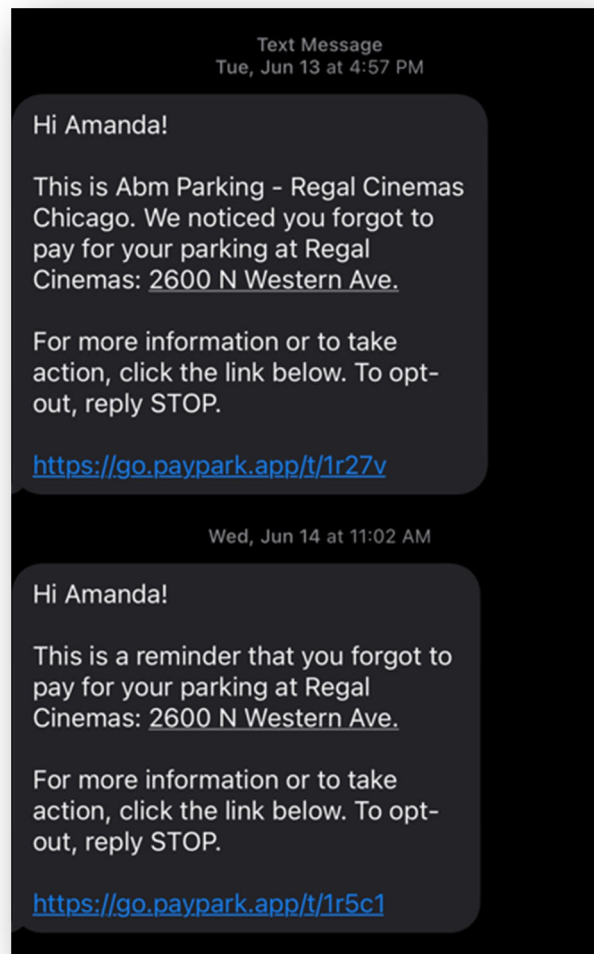 Text Message
Tue, Jun 13 at 4:57 PM
Hi Amanda!
This is Abm Parking - Regal Cinemas
Chicago. We noticed you forgot to
pay for your parking at Regal
Cinemas: 2600 N Western Ave.
For more information or to take
action, click the link below. To opt-
out, reply STOP.
https://go.paypark.app/t/1r27v
Wed, Jun 14 at 11:02 AM
Hi Amanda!
This is a reminder that you forgot to
pay for your parking at Regal
Cinemas: 2600 N Western Ave.
For more information or to take
action, click the link below. To opt-
out, reply STOP.
https://go.paypark.app/t/1r5c1